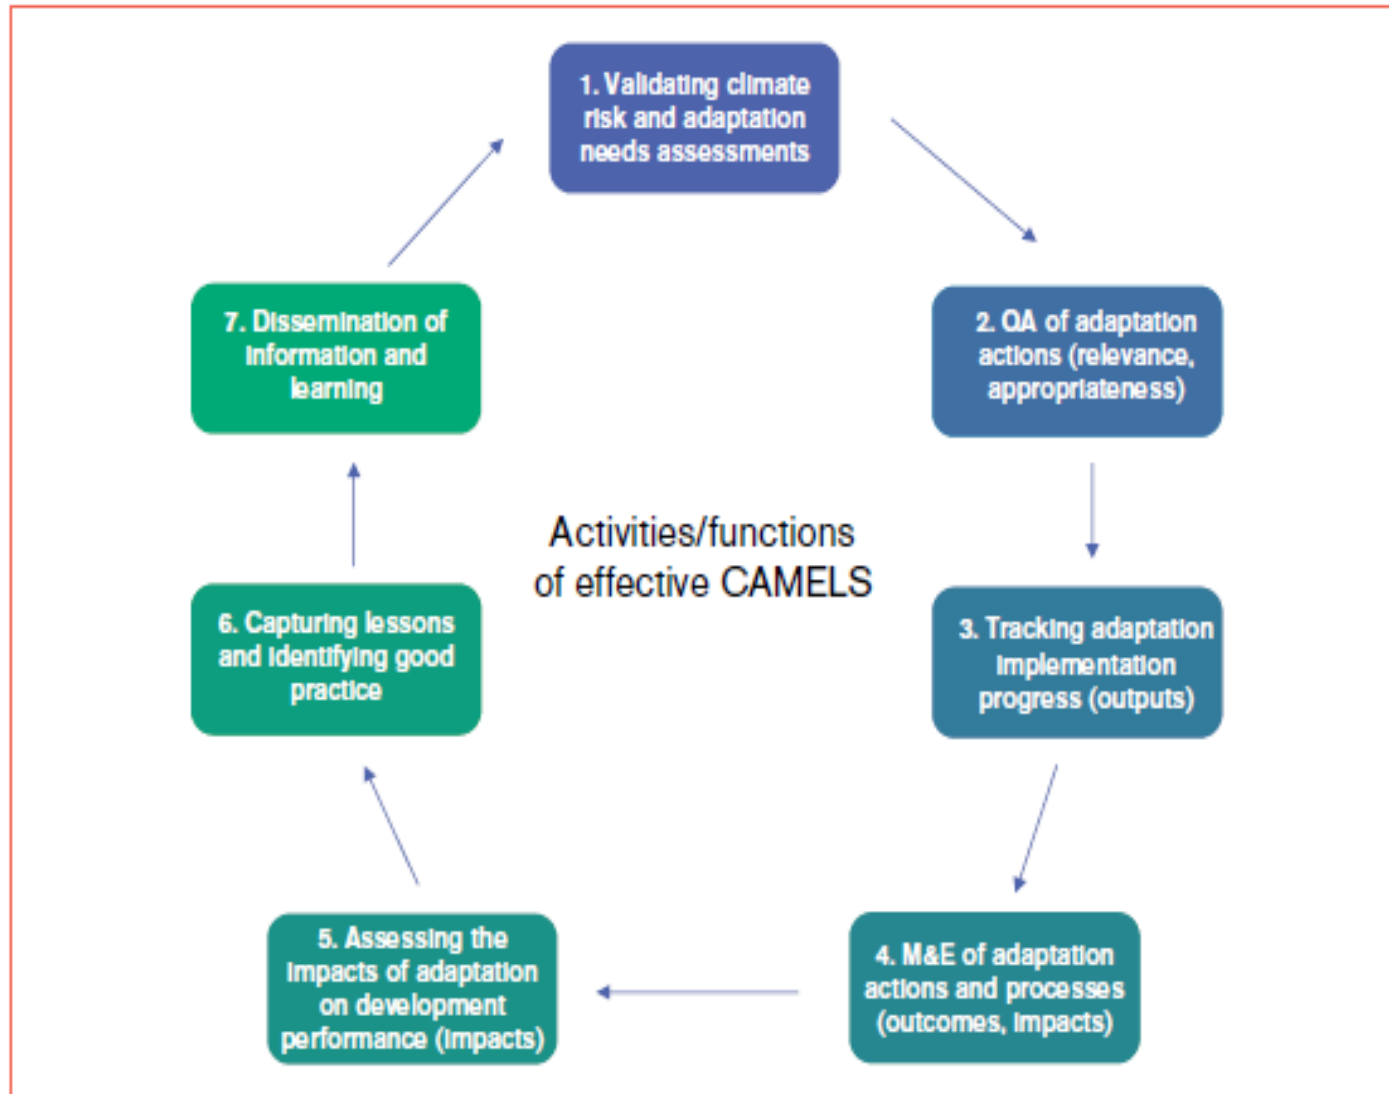 1. Validating climate
risk and adaptation
needs assessments
2. QA of adaptation
actions (relevance,
appropriateness)
3. Tracking adaptation
implementation
progress (outputs)
4. M&E of adaptation
actions and processes
(outcomes, impacts)
5. Assessing the
impacts of adaptation
on development
performance (impacts)
6. Capturing lessons
and identifying good
practice
7. Dissemination of
information and
learning
Activities/functions
of effective CAMELS